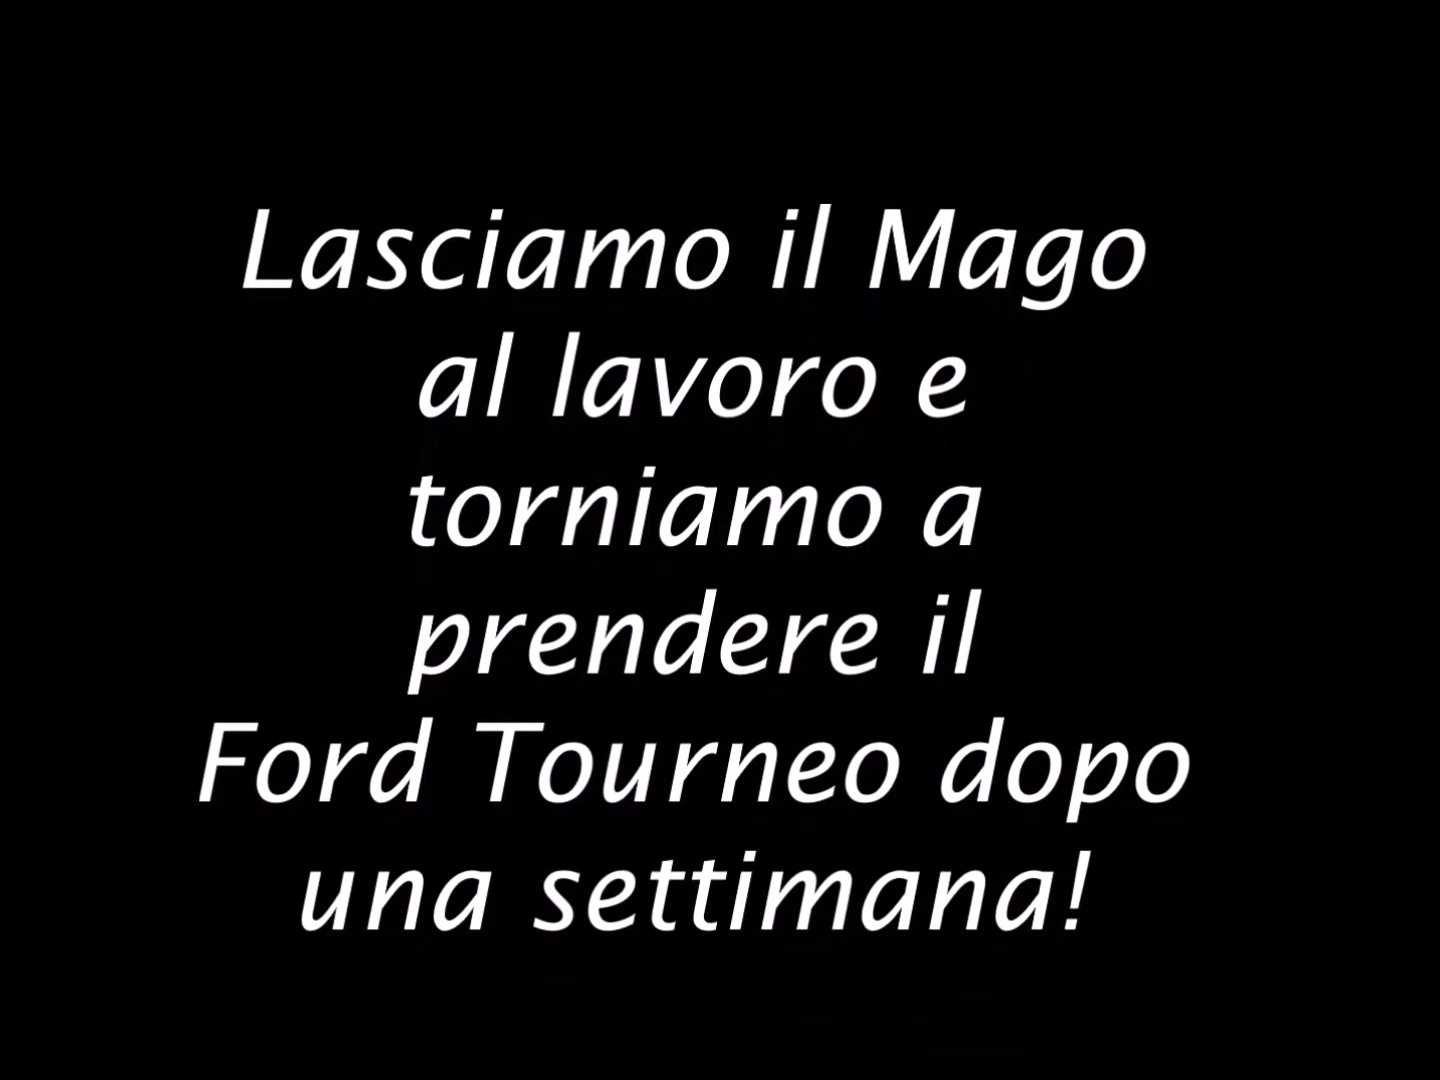 Lasciamo il Mago
al lavoro e
torniamo a
prendere il
Ford Tourneo dopo
una settimana!